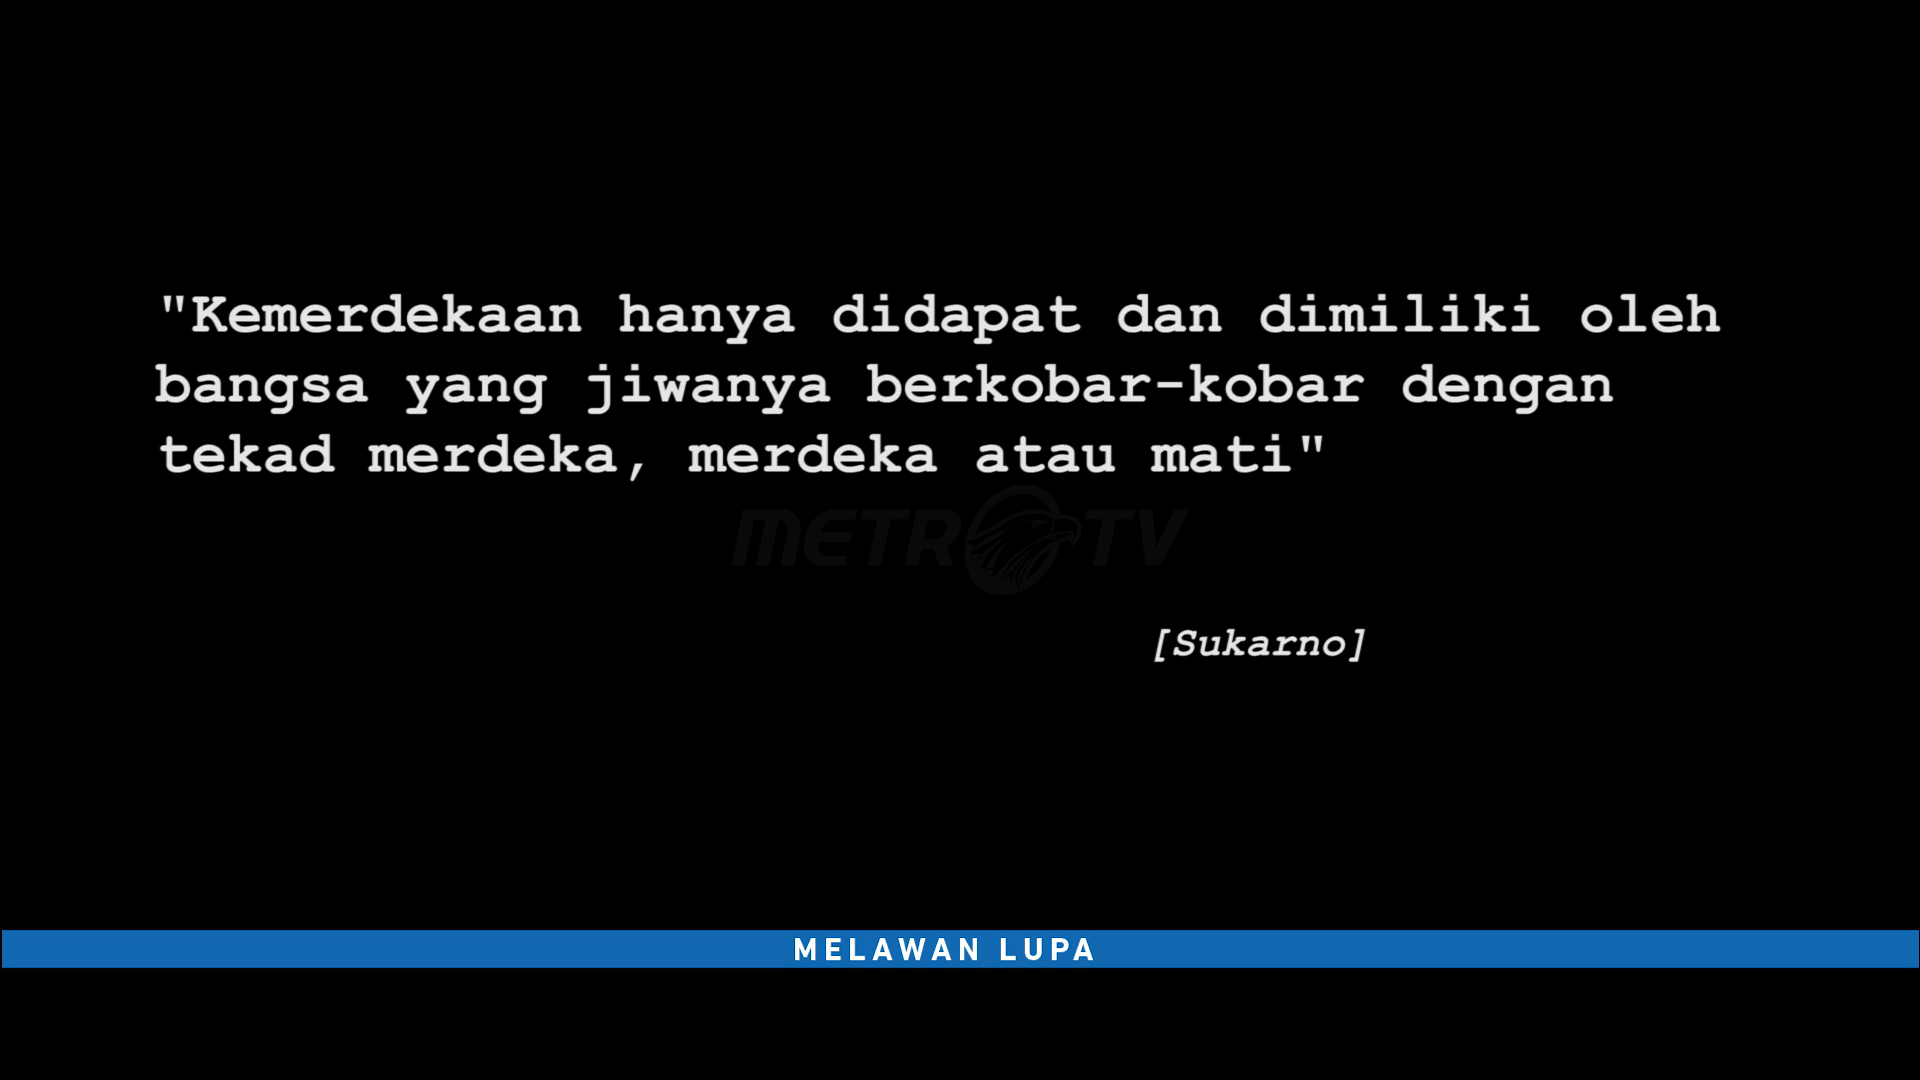 "Kemerdekaan hanya didapat dan dimiliki oleh
bangsa yang jiwanya berkobar-kobar dengan
tekad merdeka, merdeka atau mati"
METRO TV
[Sukarno]
MELAWAN LUPA